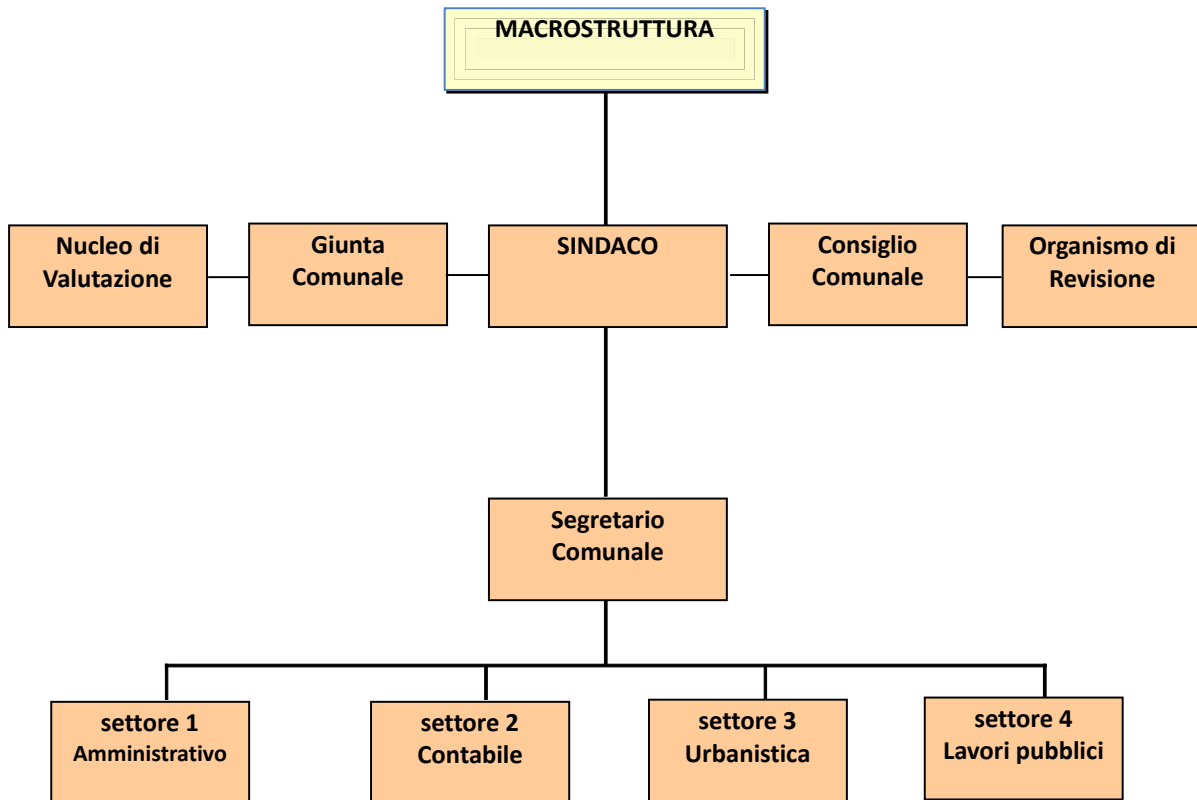 MACROSTRUTTURA
Nucleo di
Valutazione
Giunta
Comunale
SINDACO
Consiglio
Comunale
Organismo di
Revisione
Segretario
Comunale
settore 1
Amministrativo
settore 2
Contabile
settore 3
Urbanistica
settore 4
Lavori pubblici